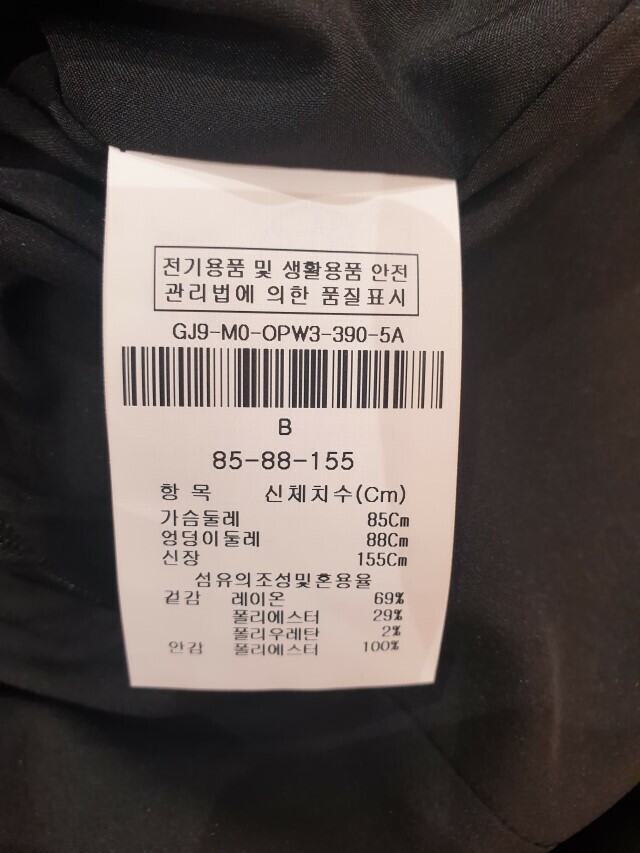 전기용품 및 생활용품 안전
관리법에 의한 품질표시
GJ9-M0-OPW3-390-5A
B
85-88-155
항 목 신체치수(Cm)
가슴둘레 85Cm
엉덩이둘레 88Cm
신장 155Cm
섬유의조성및혼용율
겉감 레이온 69%
폴리에스터 29%
폴리우레탄 2%
안감 폴리에스터 100%